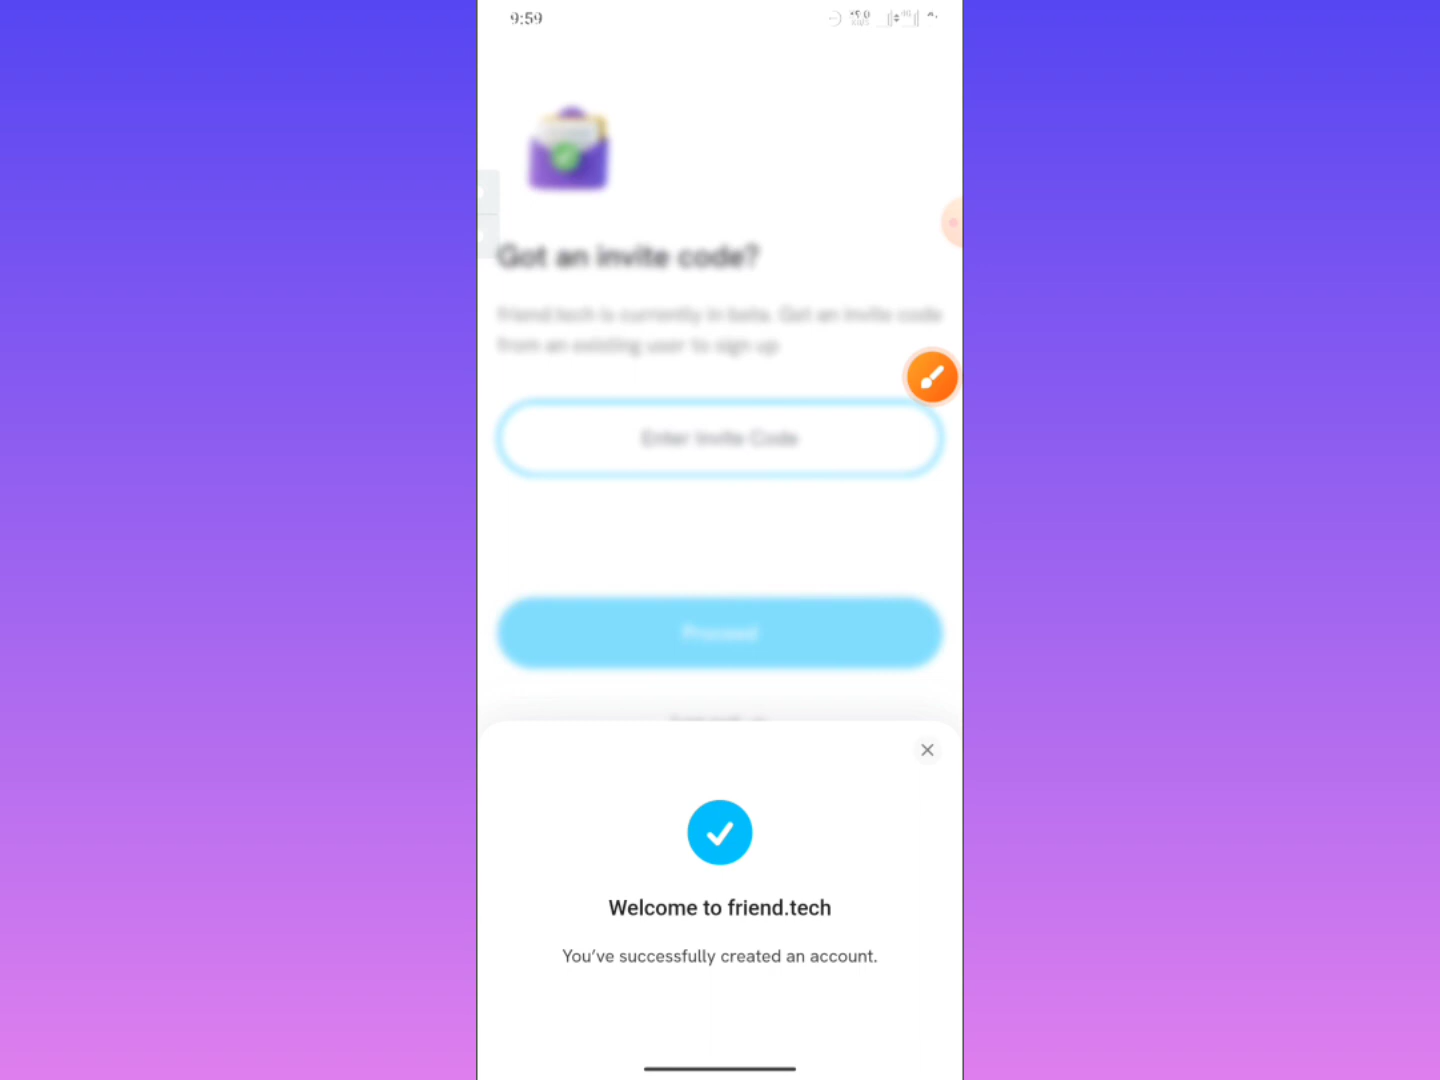 9:59
Got an invite code?
friend.tech is currently in beta. Get an invite code
from an existing user to sign up
Enter Invite Code
Proceed
Welcome to friend.tech
You've successfully created an account.